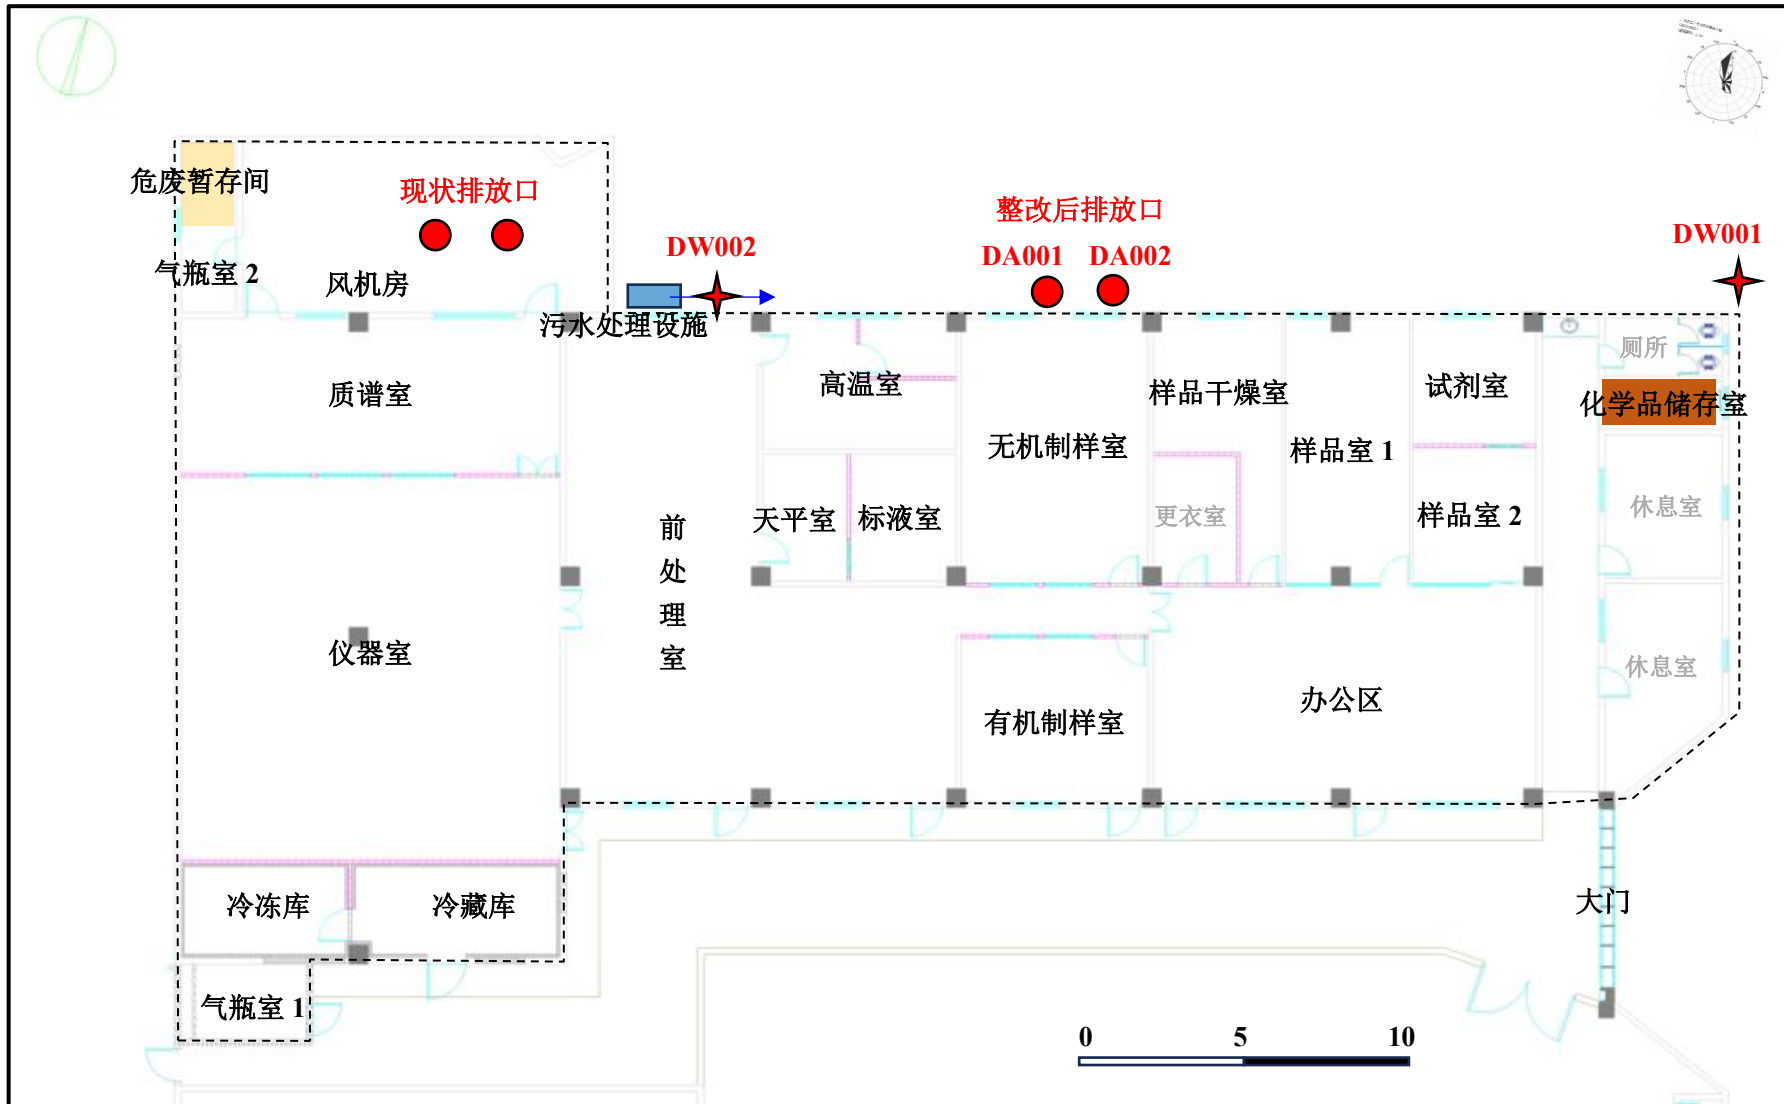 危废暂存间
现状排放口
整改后排放口
DW001
DW002
DA001
DA002
气瓶室 2
风机房
污水处理设施
厕所
质谱室
高温室
样品干燥室
试剂室
化学品储存室
无机制样室
样品室 1
休息室
天平室
标液室
更衣室
样品室 2
前
处
理
室
仪器室
休息室
有机制样室
办公区
冷冻库
冷藏库
大门
气瓶室 1
0
5
10